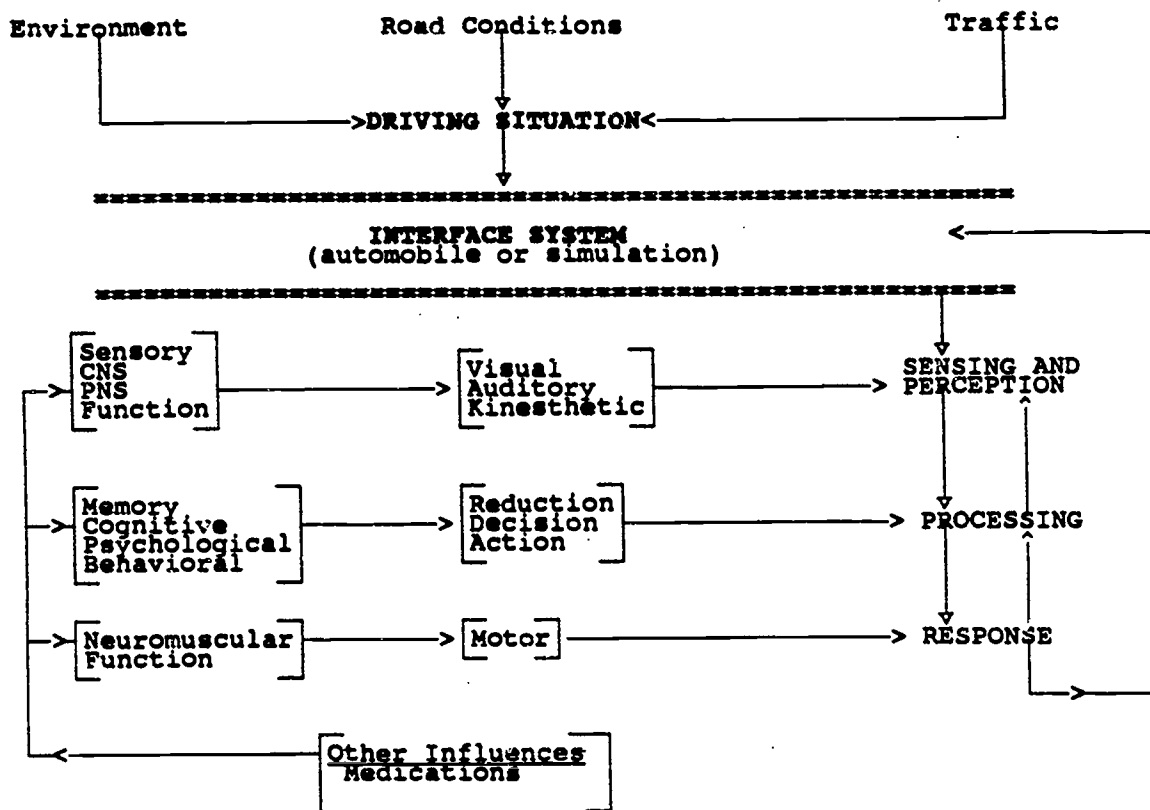 Environment Road Conditions Traffic
>DRIVING SITUATION<
INTERFACE SYSTEM
(automobile or simulation)
Sensory
CNS
PNS
Function
Visual
Auditory
Kinesthetic
SENSING AND
PERCEPTION
Memory
Cognitive
Psychological
Behavioral
Reduction
Decision
Action
PROCESSING
Neuromuscular
Function
Motor
RESPONSE
Other Influences
Medications